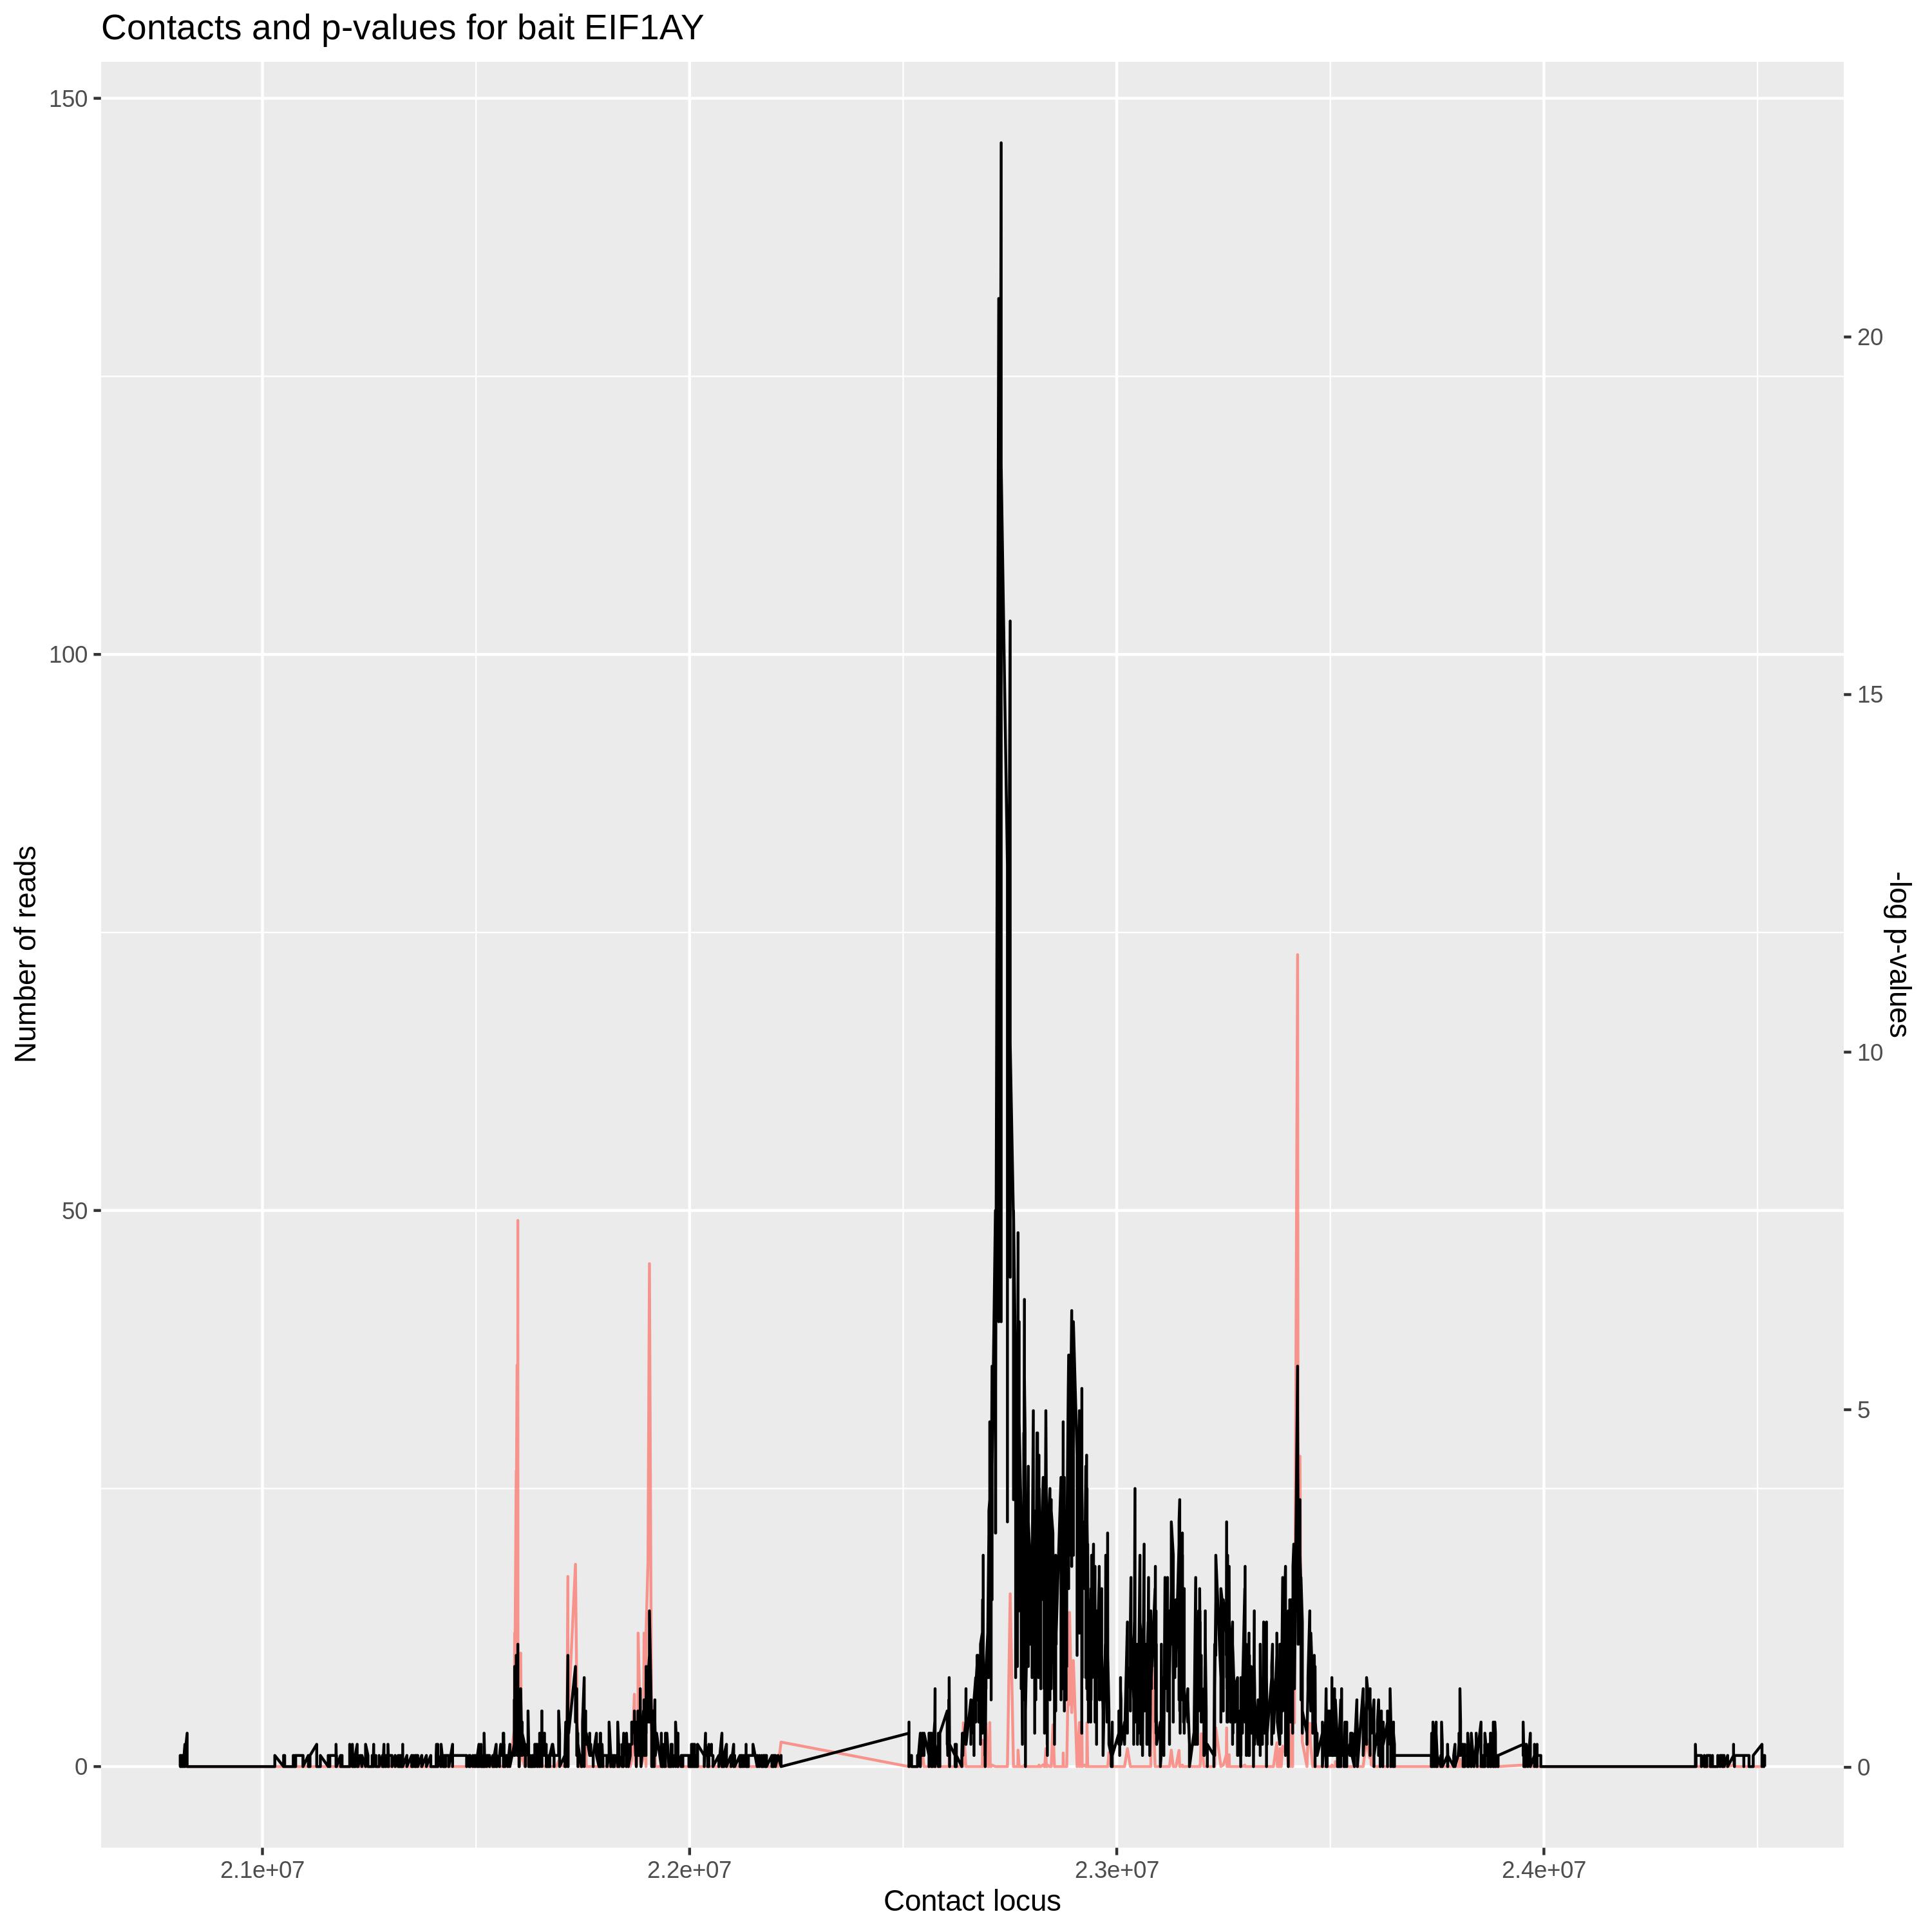 Contacts and p-values for bait EIF1AY
150
100
50
0
Number of reads
20
15
10
5
0
-log p-values
2.1e+07
2.2e+07
2.3e+07
2.4e+07
Contact locus